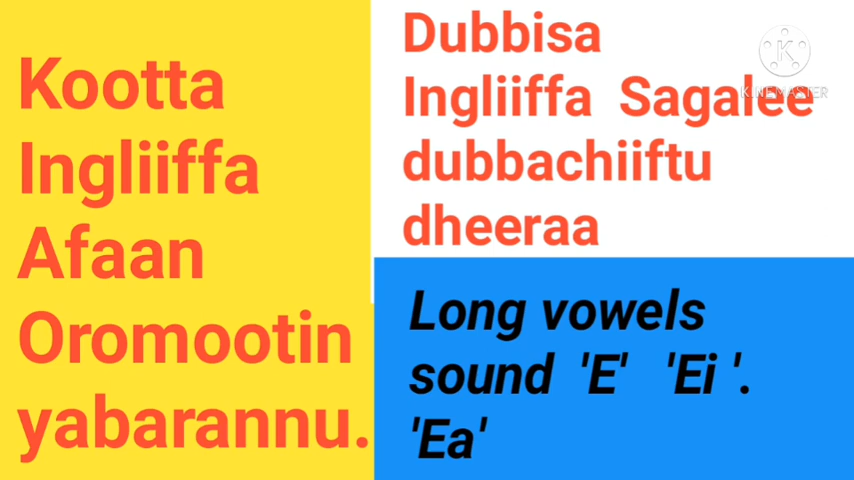 Kootta
Ingliiffa
Afaan
Oromootin
yabarannu.
Dubbisa
Ingliiffa Sagalee
dubbachiiftu
dheeraa
KINEMASTER
Long vowels
sound 'E' 'Ei '.
'Ea'